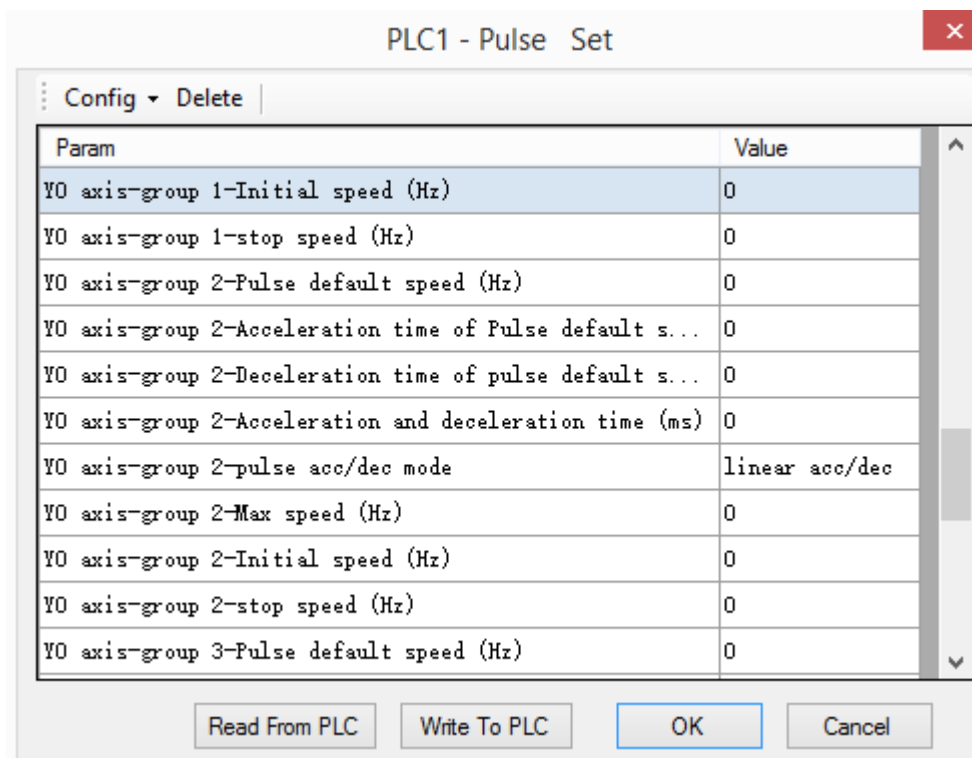 PLC1 - Pulse Set
Config Delete
Param Value
Y0 axis-group 1-Initial speed (Hz) 0
Y0 axis-group 1-stop speed (Hz) 0
Y0 axis-group 2-Pulse default speed (Hz) 0
Y0 axis-group 2-Acceleration time of Pulse default s... 0
Y0 axis-group 2-Deceleration time of pulse default s... 0
Y0 axis-group 2-Acceleration and deceleration time (ms) 0
Y0 axis-group 2-pulse acc/dec mode linear acc/dec
Y0 axis-group 2-Max speed (Hz) 0
Y0 axis-group 2-Initial speed (Hz) 0
Y0 axis-group 2-stop speed (Hz) 0
Y0 axis-group 3-Pulse default speed (Hz) 0
Read From PLC Write To PLC OK Cancel